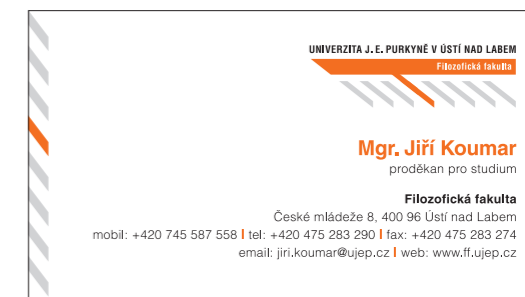 UNIVERZITA J. E. PURKYNĚ V ÚSTÍ NAD LABEM
Filozofická fakulta
Mgr. Jiří Koumar
proděkan pro studium
Filozofická fakulta
České mládeže 8, 400 96 Ústí nad Labem
mobil: +420 745 587 558 | tel: +420 475 283 290 | fax: +420 475 283 274
email: jiri.koumar@ujep.cz | web: www.ff.ujep.cz